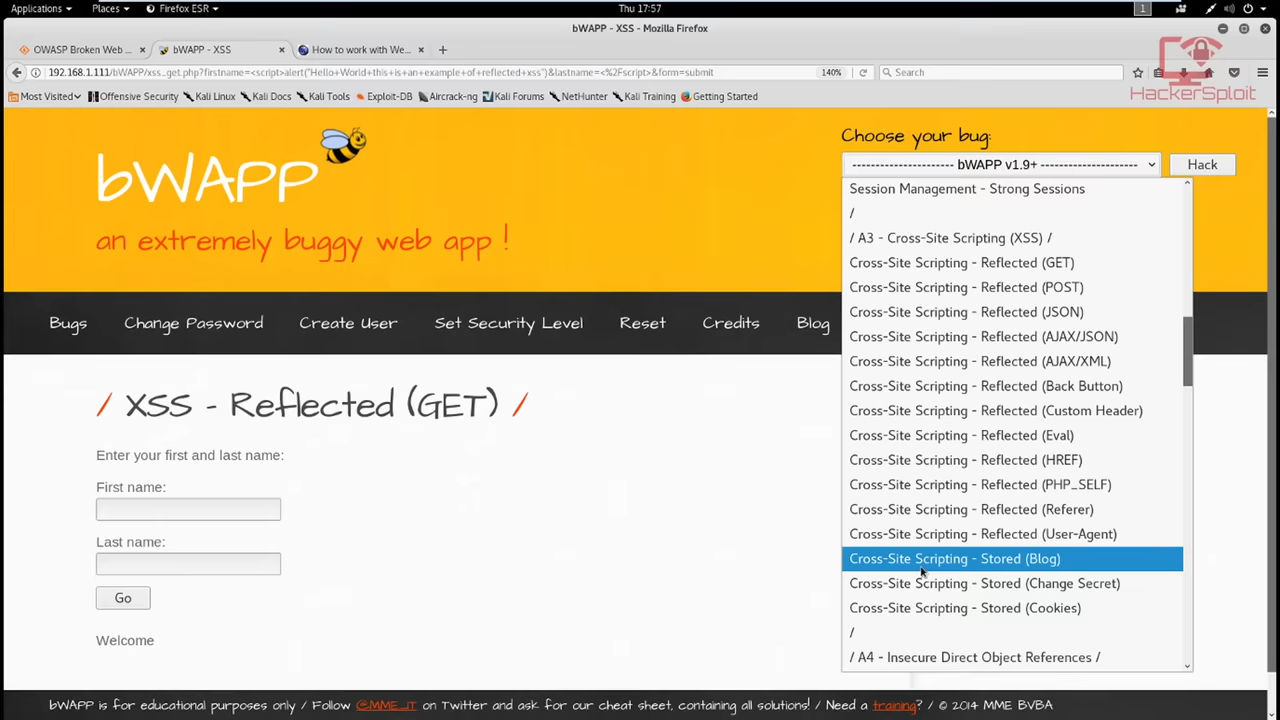 Applications ▾ Places ▾ Firefox ESR ▾ Thu 17:57 1
bWAPP - XSS - Mozilla Firefox
OWASP Broken Web ... × bWAPP - XSS × How to work with We... × +
192.168.1.111/bWAPP/xss_get.php?firstname=<script>alert("Hello+World+this+is+an+example+of+reflected+xss")&lastname=<%2Fscript>&form=submit 140% Search
Most Visited Offensive Security Kali Linux Kali Docs Kali Tools Exploit-DB Aircrack-ng Kali Forums NetHunter Kali Training Getting Started
HackerSploit
Choose your bug:
---------------------- bWAPP v1.9+ ---------------------- Hack
bWAPP
an extremely buggy web app !
Bugs Change Password Create User Set Security Level Reset Credits Blog
Session Management - Strong Sessions
/
/ A3 - Cross-Site Scripting (XSS) /
Cross-Site Scripting - Reflected (GET)
Cross-Site Scripting - Reflected (POST)
Cross-Site Scripting - Reflected (JSON)
Cross-Site Scripting - Reflected (AJAX/JSON)
Cross-Site Scripting - Reflected (AJAX/XML)
Cross-Site Scripting - Reflected (Back Button)
Cross-Site Scripting - Reflected (Custom Header)
Cross-Site Scripting - Reflected (Eval)
Cross-Site Scripting - Reflected (HREF)
Cross-Site Scripting - Reflected (PHP_SELF)
Cross-Site Scripting - Reflected (Referer)
Cross-Site Scripting - Reflected (User-Agent)
Cross-Site Scripting - Stored (Blog)
Cross-Site Scripting - Stored (Change Secret)
Cross-Site Scripting - Stored (Cookies)
/
/ A4 - Insecure Direct Object References /
/ XSS - Reflected (GET) /
Enter your first and last name:
First name:
Last name:
Go
Welcome
bWAPP is for educational purposes only / Follow @MME_IT on Twitter and ask for our cheat sheet, containing all solutions! / Need a training? / © 2014 MME BVBA